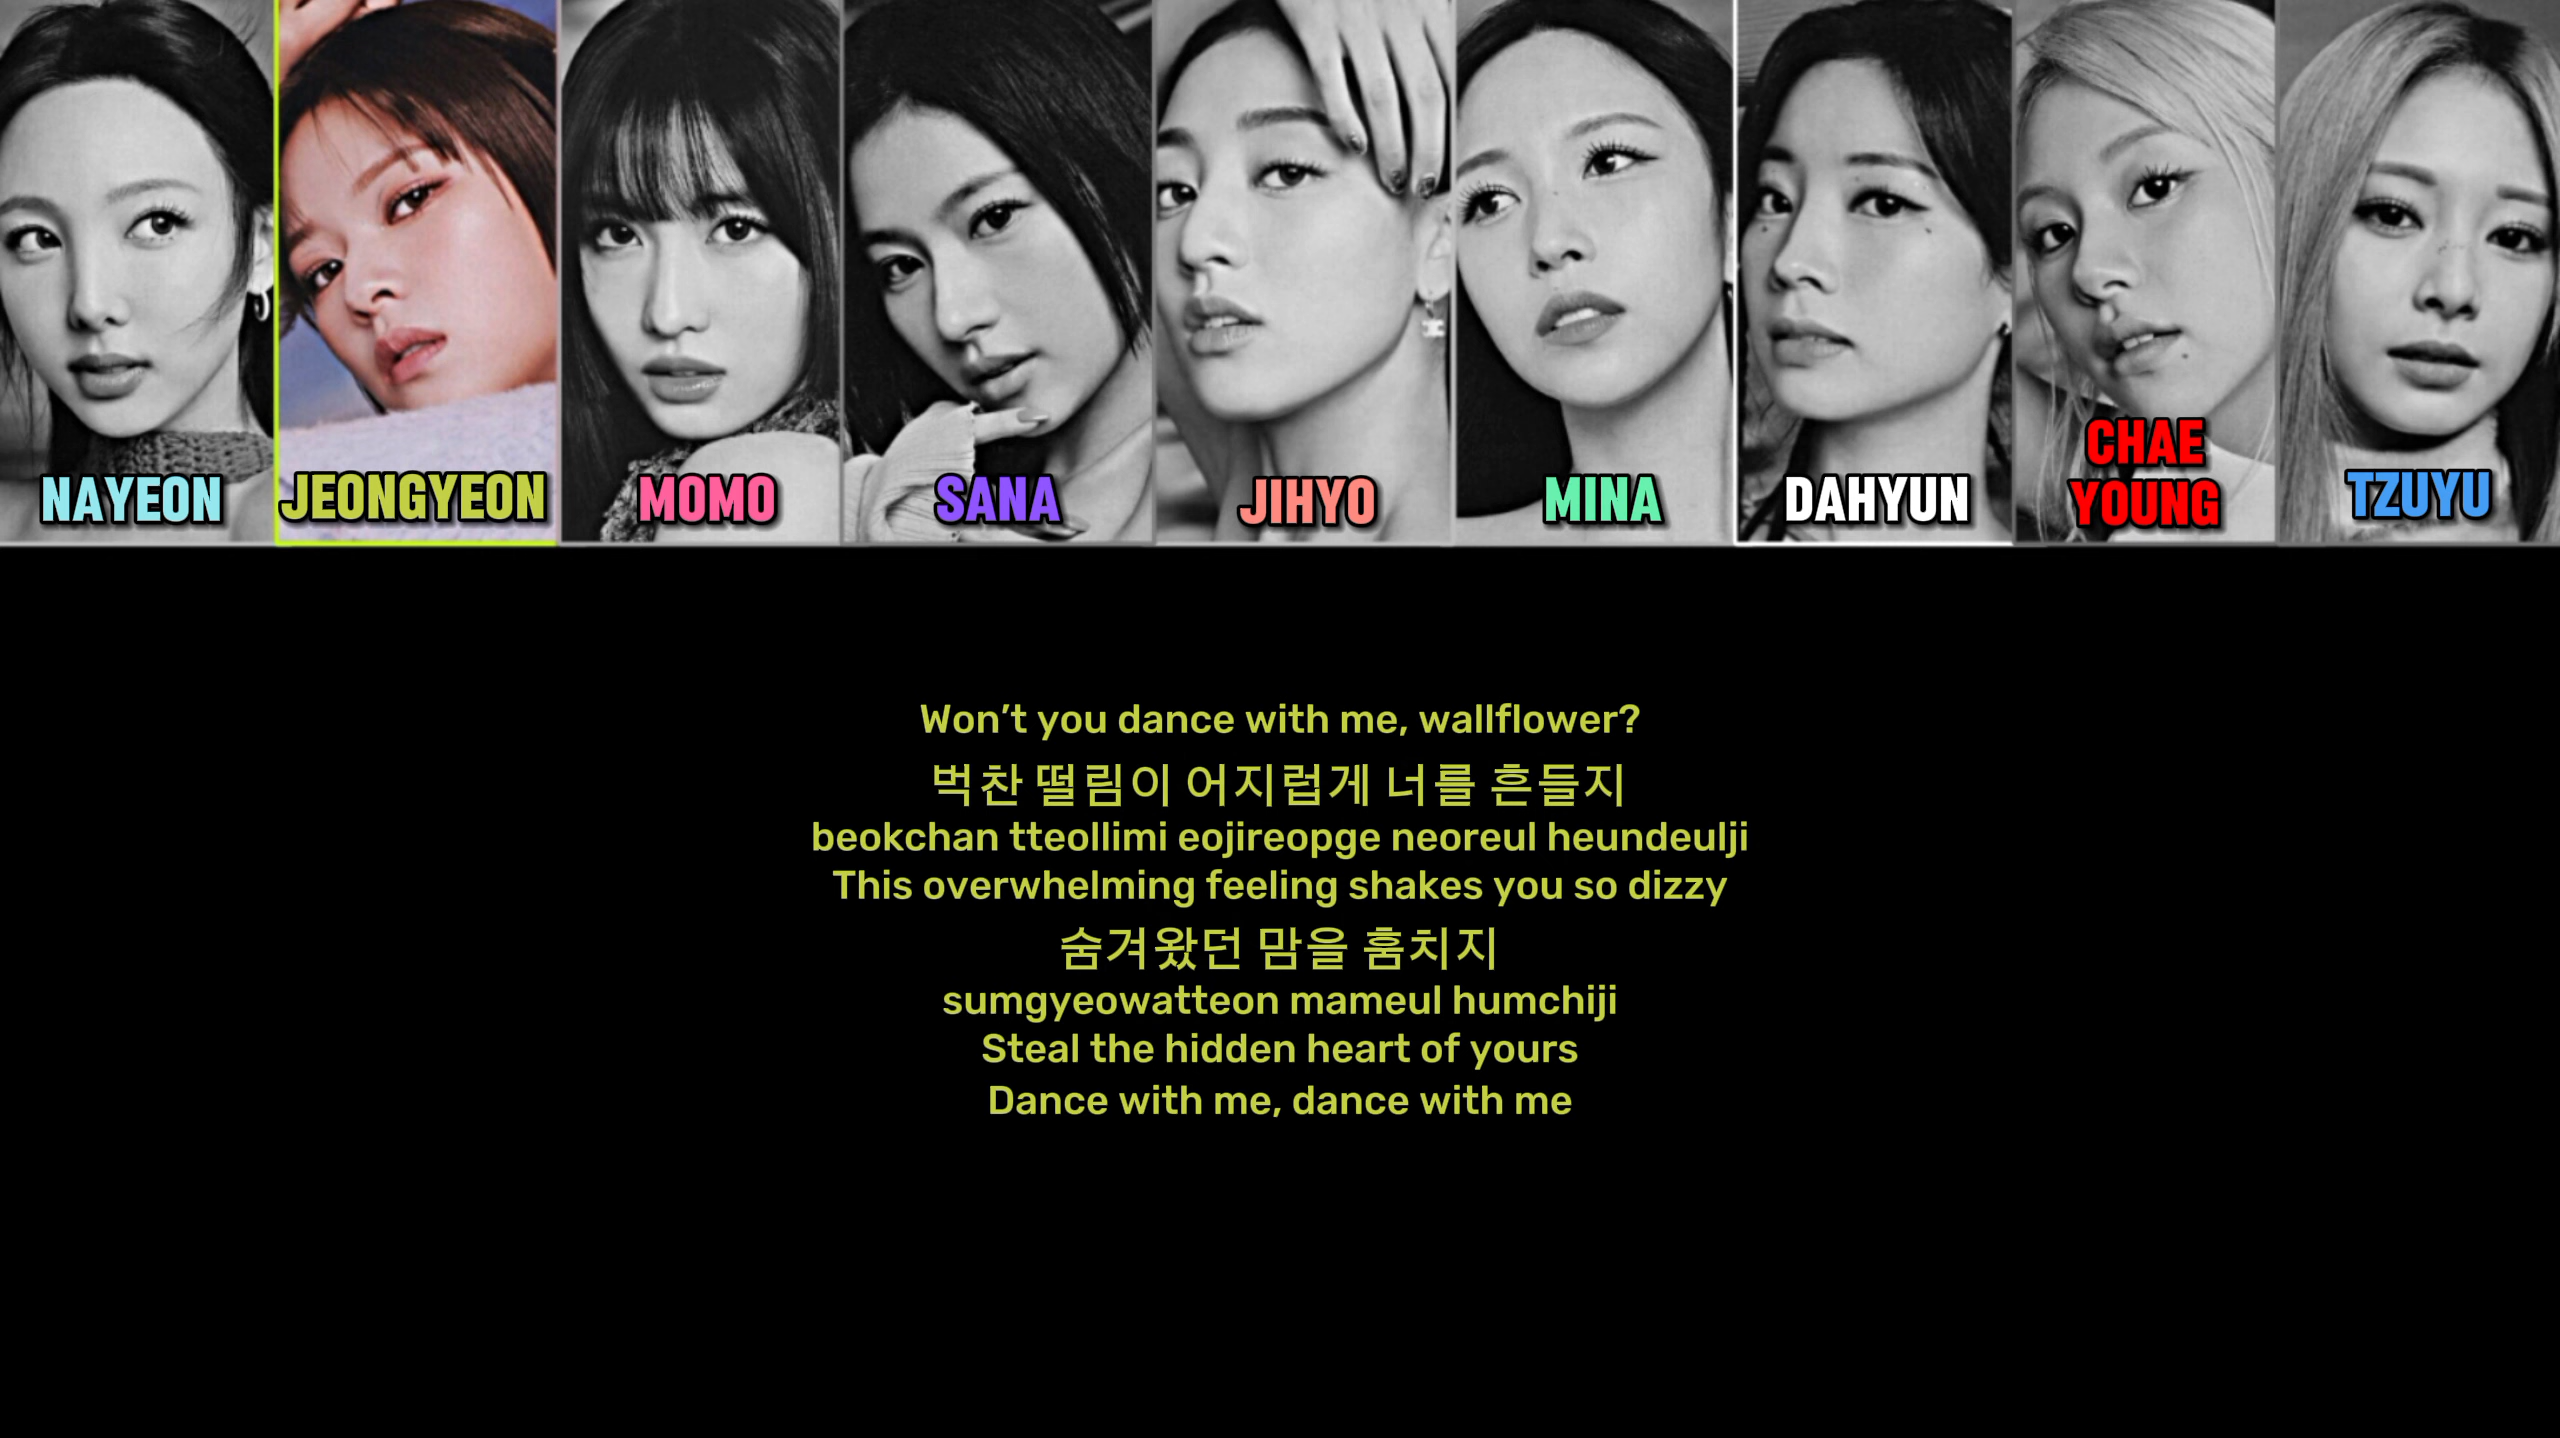 NAYEON
JEONGYEON
MOMO
SANA
JIHYO
MINA
DAHYUN
CHAE
YOUNG
TZUYU
Won’t you dance with me, wallflower?
벅찬 떨림이 어지럽게 너를 흔들지
beokchan tteollimi eojireopge neoreul heundeulji
This overwhelming feeling shakes you so dizzy
숨겨왔던 맘을 훔치지
sumgyeowatteon mameul humchiji
Steal the hidden heart of yours
Dance with me, dance with me